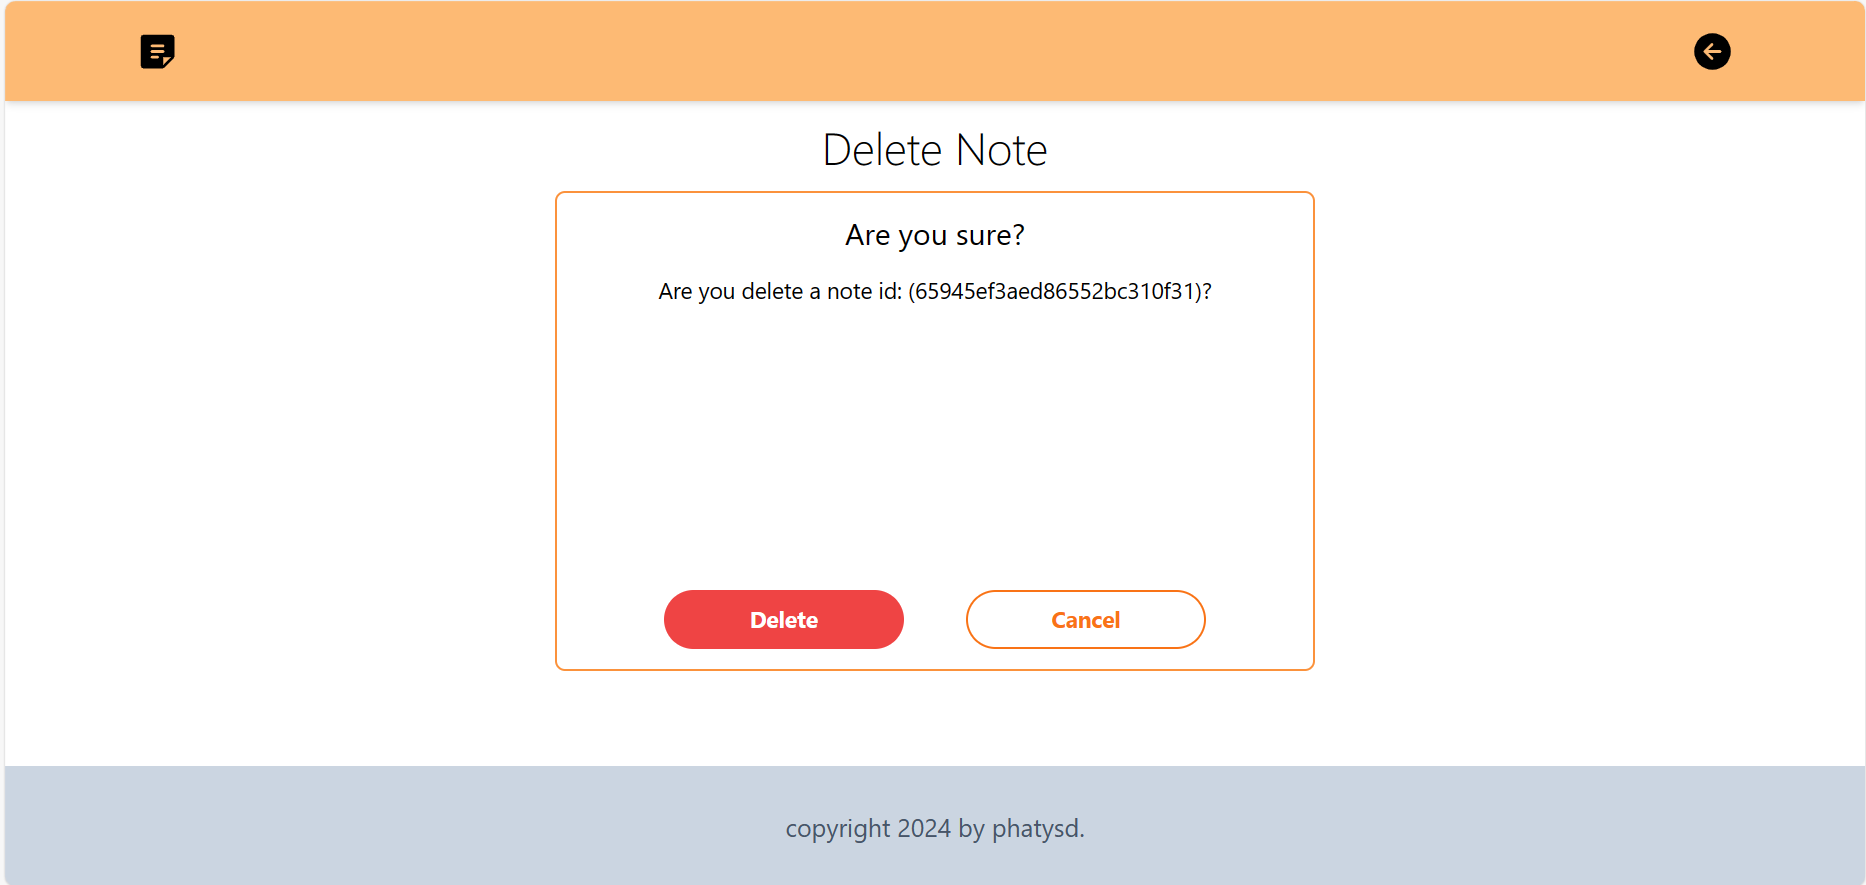 Delete Note
Are you sure?
Are you delete a note id: (65945ef3aed86552bc310f31)?
Delete
Cancel
copyright 2024 by phatysd.